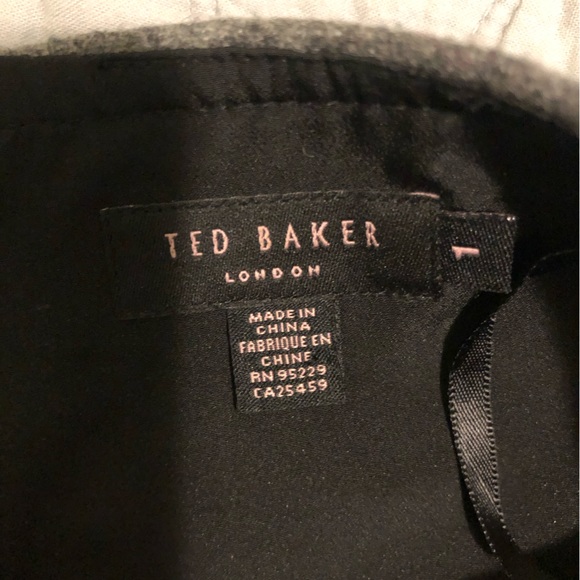 TED BAKER
LONDON
1
MADE IN
CHINA
FABRIQUE EN
CHINE
RN 95229
CA25459